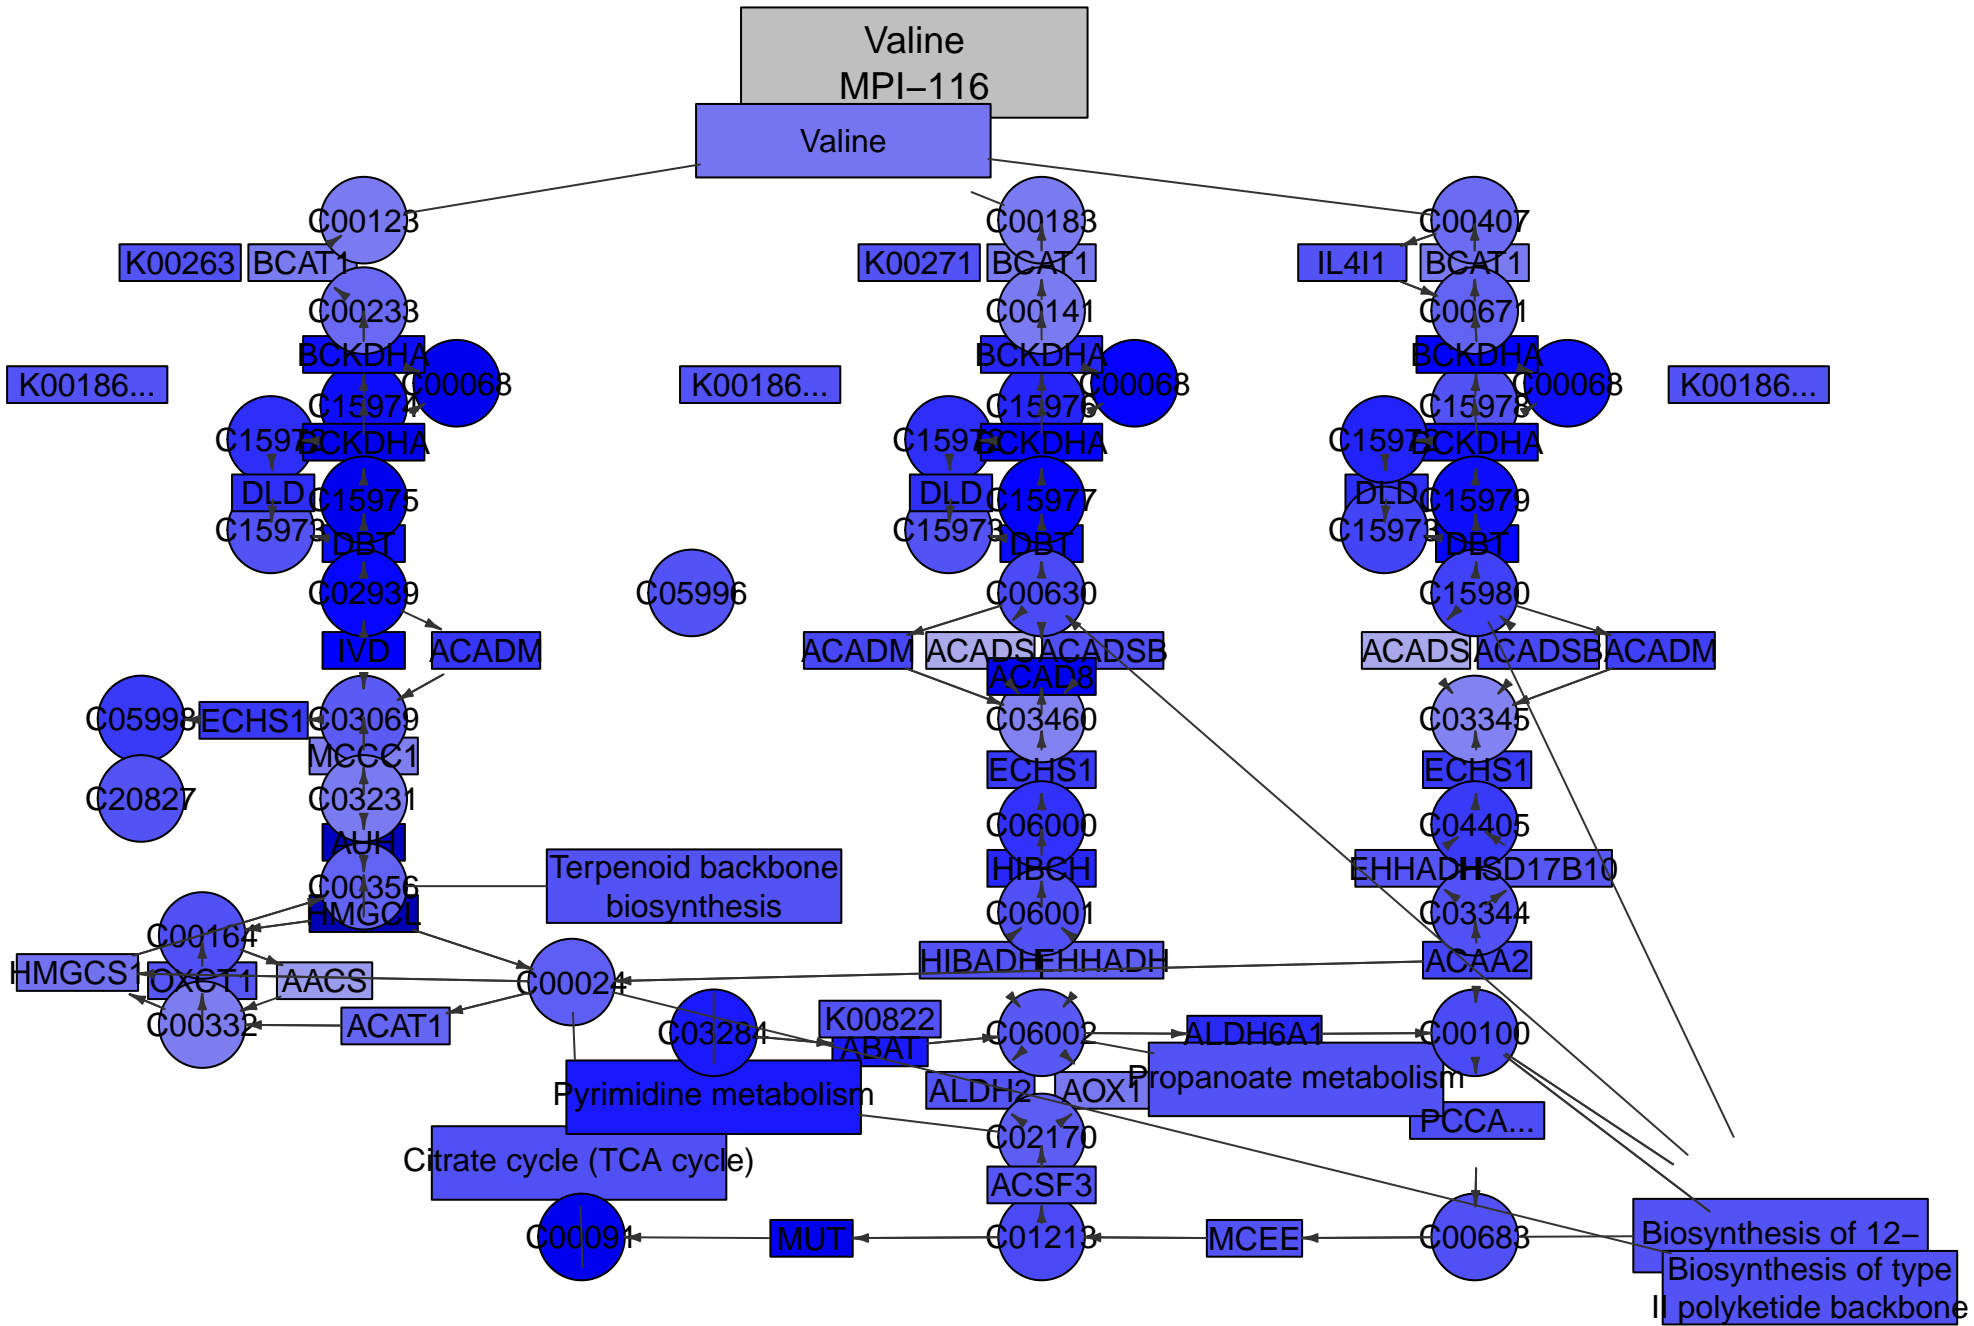 Valine
MPI−116
Valine
C00123
C00183
C00407
K00263
BCAT1
K00271
BCAT1
IL4I1
BCAT1
C00233
C00141
C00671
BCKDHA
BCKDHA
BCKDHA
K00186...
C00068
K00186...
C00068
C00068
K00186...
C15974
C15976
C15978
C15972
BCKDHA
C15972
BCKDHA
C15972
BCKDHA
DLD
C15975
DLD
C15977
DLD
C15979
C15973
DBT
C15973
DBT
C15973
DBT
C02939
C05996
C00630
C15980
IVD
ACADM
ACADM
ACADS
ACADSB
ACADS
ACADSB
ACADM
ACAD8
C05998
ECHS1
C03069
C03460
C03345
MCCC1
ECHS1
ECHS1
C20827
C03231
C06000
C04405
AUH
Terpenoid backbone
biosynthesis
HIBCH
EHHADH
HSD17B10
C00356
HMGCL
C06001
C03344
C00164
HMGCS1
OXCT1
AACS
C00024
HIBADH
EHHADH
ACAA2
C00332
ACAT1
C03284
K00822
ABAT
C06002
ALDH6A1
C00100
Pyrimidine metabolism
ALDH2
AOX1
Propanoate metabolism
PCCA...
C02170
Citrate cycle (TCA cycle)
ACSF3
C00091
MUT
C01213
MCEE
C00683
Biosynthesis of 12−
Biosynthesis of type
II polyketide backbone